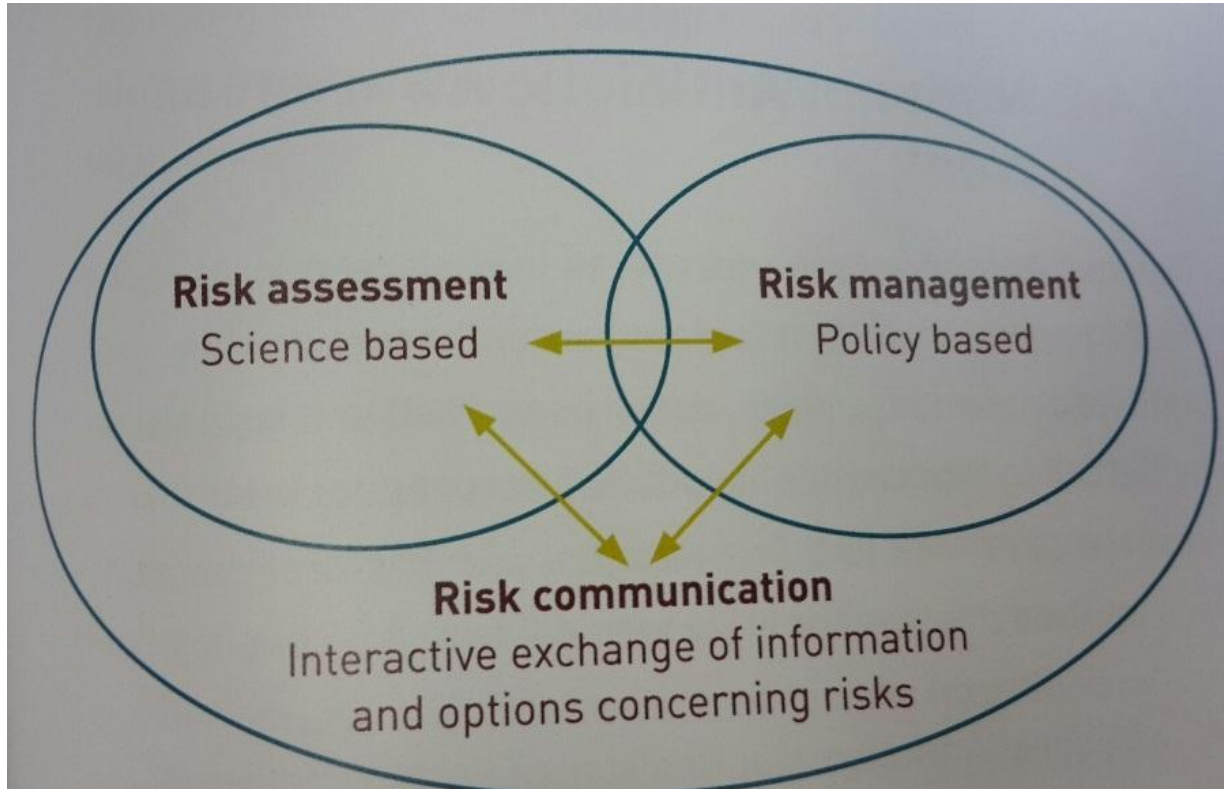 Risk assessment
Science based
Risk management
Policy based
Risk communication
Interactive exchange of information
and options concerning risks